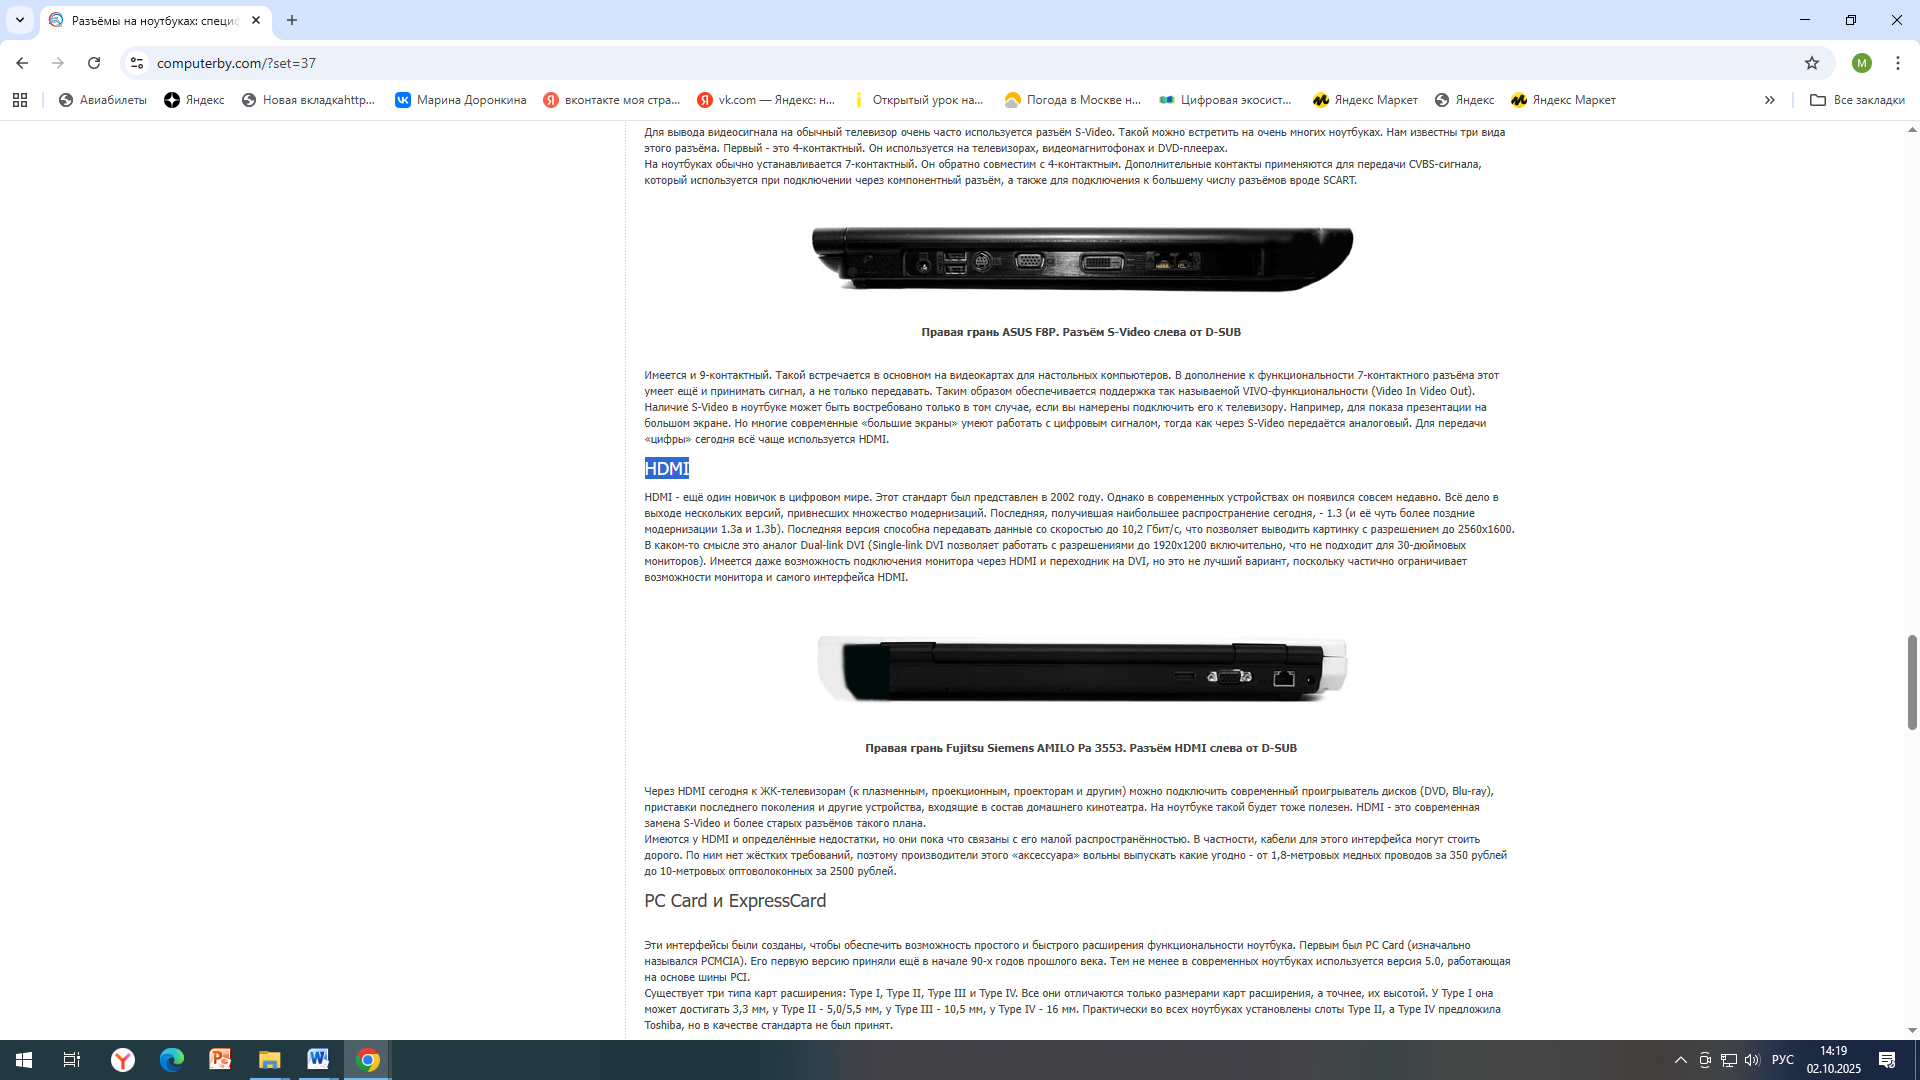 Разъёмы на ноутбуках: специс
computerby.com/?set=37
M
Авиабилеты
Яндекс
Новая вкладкаhttp...
Марина Доронкина
вконтакте моя стра...
vk.com — Яндекс: н...
Открытый урок на...
Погода в Москве н...
Цифровая экосист...
Яндекс Маркет
Яндекс
Яндекс Маркет
Все закладки
Для вывода видеосигнала на обычный телевизор очень часто используется разъём S-Video. Такой можно встретить на очень многих ноутбуках. Нам известны три вида
этого разъёма. Первый - это 4-контактный. Он используется на телевизорах, видеомагнитофонах и DVD-плеерах.
На ноутбуках обычно устанавливается 7-контактный. Он обратно совместим с 4-контактным. Дополнительные контакты применяются для передачи CVBS-сигнала,
который используется при подключении через компонентный разъём, а также для подключения к большему числу разъёмов вроде SCART.
Правая грань ASUS F8P. Разъём S-Video слева от D-SUB
Имеется и 9-контактный. Такой встречается в основном на видеокартах для настольных компьютеров. В дополнение к функциональности 7-контактного разъёма этот
умеет ещё и принимать сигнал, а не только передавать. Таким образом обеспечивается поддержка так называемой VIVO-функциональности (Video In Video Out).
Наличие S-Video в ноутбуке может быть востребовано только в том случае, если вы намерены подключить его к телевизору. Например, для показа презентации на
большом экране. Но многие современные «большие экраны» умеют работать с цифровым сигналом, тогда как через S-Video передаётся аналоговый. Для передачи
«цифры» сегодня всё чаще используется HDMI.
HDMI
HDMI - ещё один новичок в цифровом мире. Этот стандарт был представлен в 2002 году. Однако в современных устройствах он появился совсем недавно. Всё дело в
выходе нескольких версий, привнесших множество модернизаций. Последняя, получившая наибольшее распространение сегодня, - 1.3 (и её чуть более поздние
модернизации 1.3a и 1.3b). Последняя версия способна передавать данные со скоростью до 10,2 Гбит/с, что позволяет выводить картинку с разрешением до 2560x1600.
В каком-то смысле это аналог Dual-link DVI (Single-link DVI позволяет работать с разрешениями до 1920x1200 включительно, что не подходит для 30-дюймовых
мониторов). Имеется даже возможность подключения монитора через HDMI и переходник на DVI, но это не лучший вариант, поскольку частично ограничивает
возможности монитора и самого интерфейса HDMI.
Правая грань Fujitsu Siemens AMILO Pa 3553. Разъём HDMI слева от D-SUB
Через HDMI сегодня к ЖК-телевизорам (к плазменным, проекционным, проекторам и другим) можно подключить современный проигрыватель дисков (DVD, Blu-ray),
приставки последнего поколения и другие устройства, входящие в состав домашнего кинотеатра. На ноутбуке такой будет тоже полезен. HDMI - это современная
замена S-Video и более старых разъёмов такого плана.
Имеются у HDMI и определённые недостатки, но они пока что связаны с его малой распространённостью. В частности, кабели для этого интерфейса могут стоить
дорого. По ним нет жёстких требований, поэтому производители этого «аксессуара» вольны выпускать какие угодно - от 1,8-метровых медных проводов за 350 рублей
до 10-метровых оптоволоконных за 2500 рублей.
PC Card и ExpressCard
Эти интерфейсы были созданы, чтобы обеспечить возможность простого и быстрого расширения функциональности ноутбука. Первым был PC Card (изначально
назывался PCMCIA). Его первую версию приняли ещё в начале 90-х годов прошлого века. Тем не менее в современных ноутбуках используется версия 5.0, работающая
на основе шины PCI.
Существует три типа карт расширения: Type I, Type II, Type III и Type IV. Все они отличаются только размерами карт расширения, а точнее, их высотой. У Type I она
может достигать 3,3 мм, у Type II - 5,0/5,5 мм, у Type III - 10,5 мм, у Type IV - 16 мм. Практически во всех ноутбуках установлены слоты Type II, а Type IV предложила
Toshiba, но в качестве стандарта не был принят.
РУС
14:19
02.10.2025